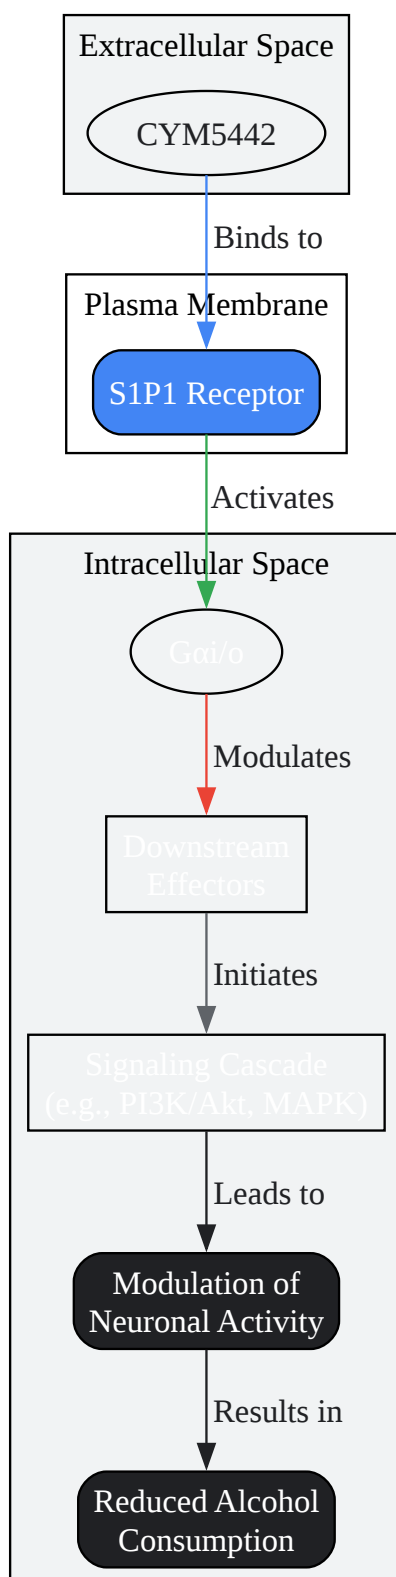 Extracellular Space
CYM5442
Binds to
Plasma Membrane
S1P1 Receptor
Activates
Intracellular Space
Gαi/o
Modulates
Downstream
Effectors
Initiates
Signaling Cascade
(e.g., PI3K/Akt, MAPK)
Leads to
Modulation of
Neuronal Activity
Results in
Reduced Alcohol
Consumption